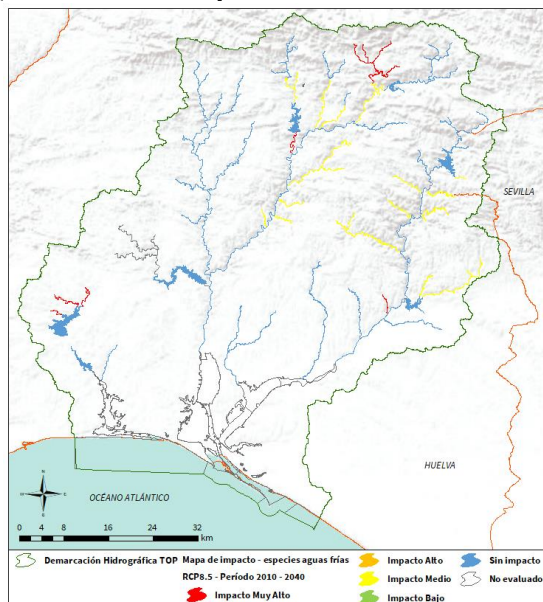 SEVILLA
HUELVA
OCÉANO ATLÁNTICO
N
W E
S
0 4 8 16 24 32
km
Demarcación Hidrográfica TOP Mapa de impacto - especies aguas frías
RCP8.5 - Período 2010 - 2040
Impacto Muy Alto
Impacto Alto
Impacto Medio
Impacto Bajo
Sin impacto
No evaluado